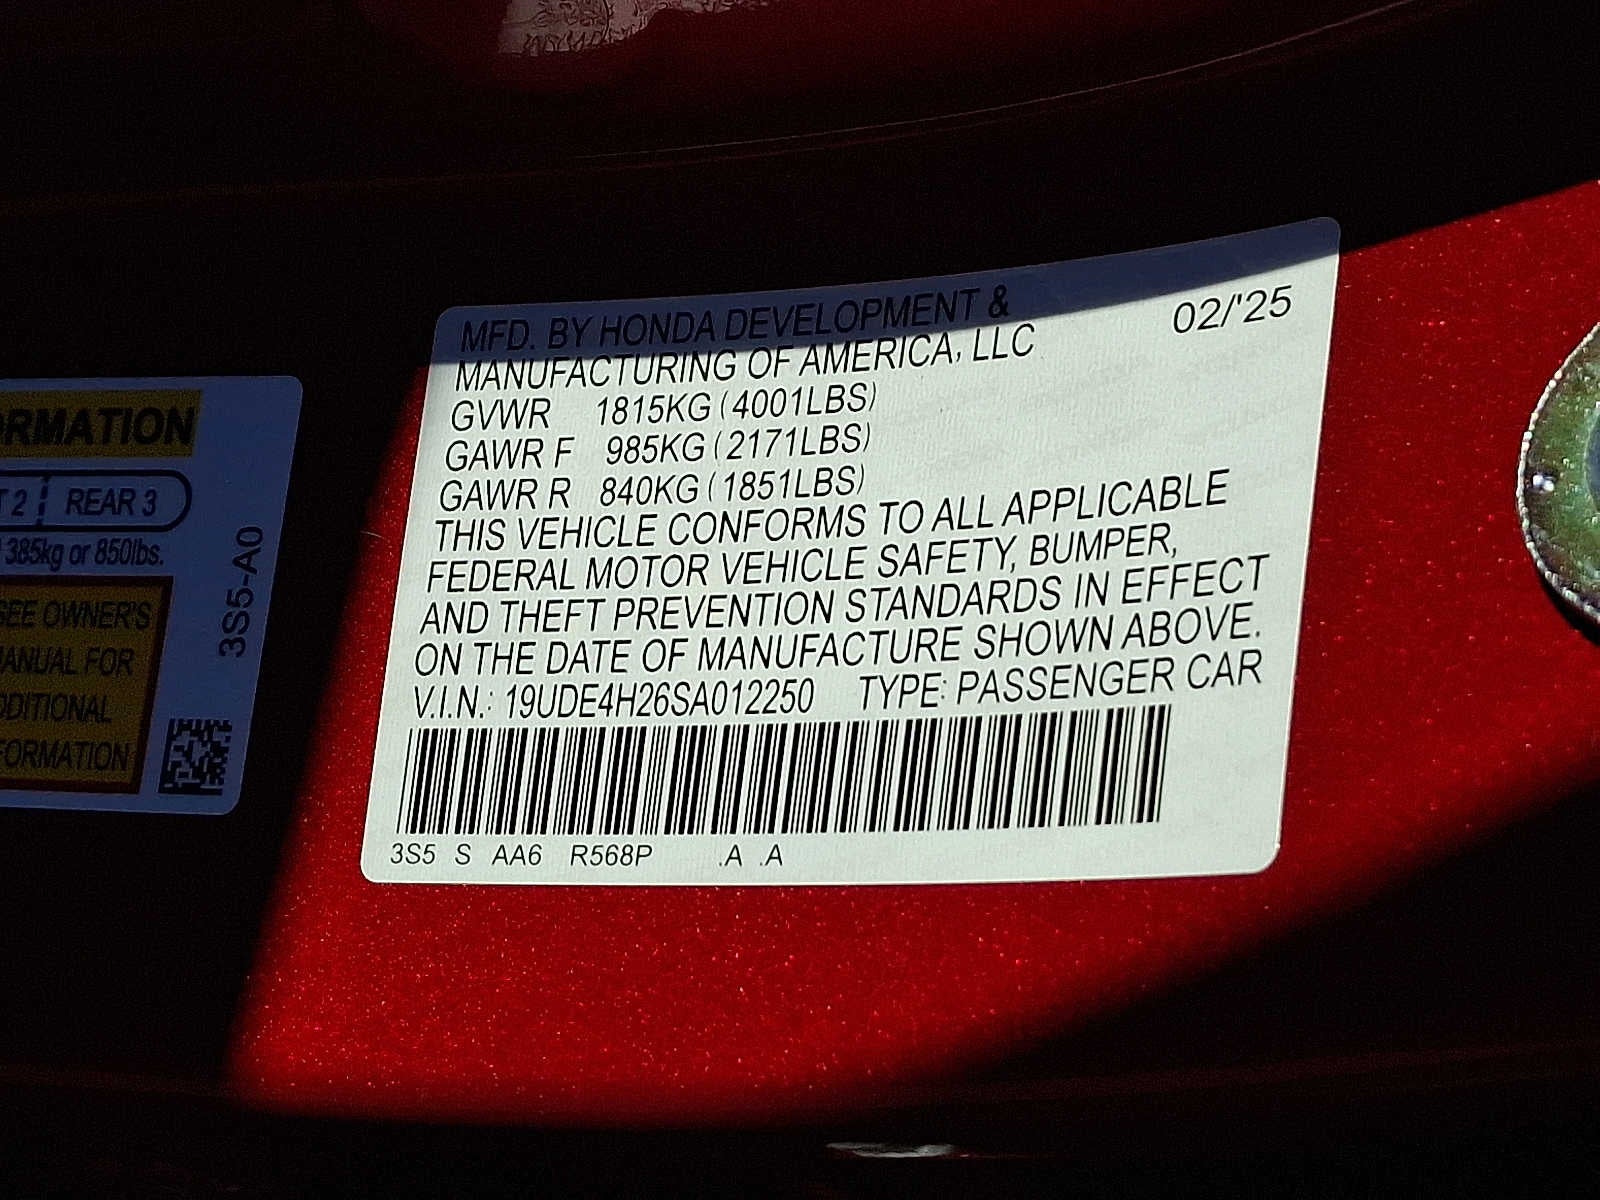 MFD. BY HONDA DEVELOPMENT &
MANUFACTURING OF AMERICA, LLC
02/'25
GVWR 1815KG (4001LBS)
GAWR F 985KG (2171LBS)
GAWR R 840KG (1851LBS)
THIS VEHICLE CONFORMS TO ALL APPLICABLE
FEDERAL MOTOR VEHICLE SAFETY, BUMPER,
AND THEFT PREVENTION STANDARDS IN EFFECT
ON THE DATE OF MANUFACTURE SHOWN ABOVE.
V.I.N.: 19UDE4H26SA012250 TYPE: PASSENGER CAR
3S5 S AA6 R568P .A .A
ORMATION
T 2 REAR 3
385kg or 850lbs.
SEE OWNER'S
MANUAL FOR
DDITIONAL
FORMATION
3S5-A0